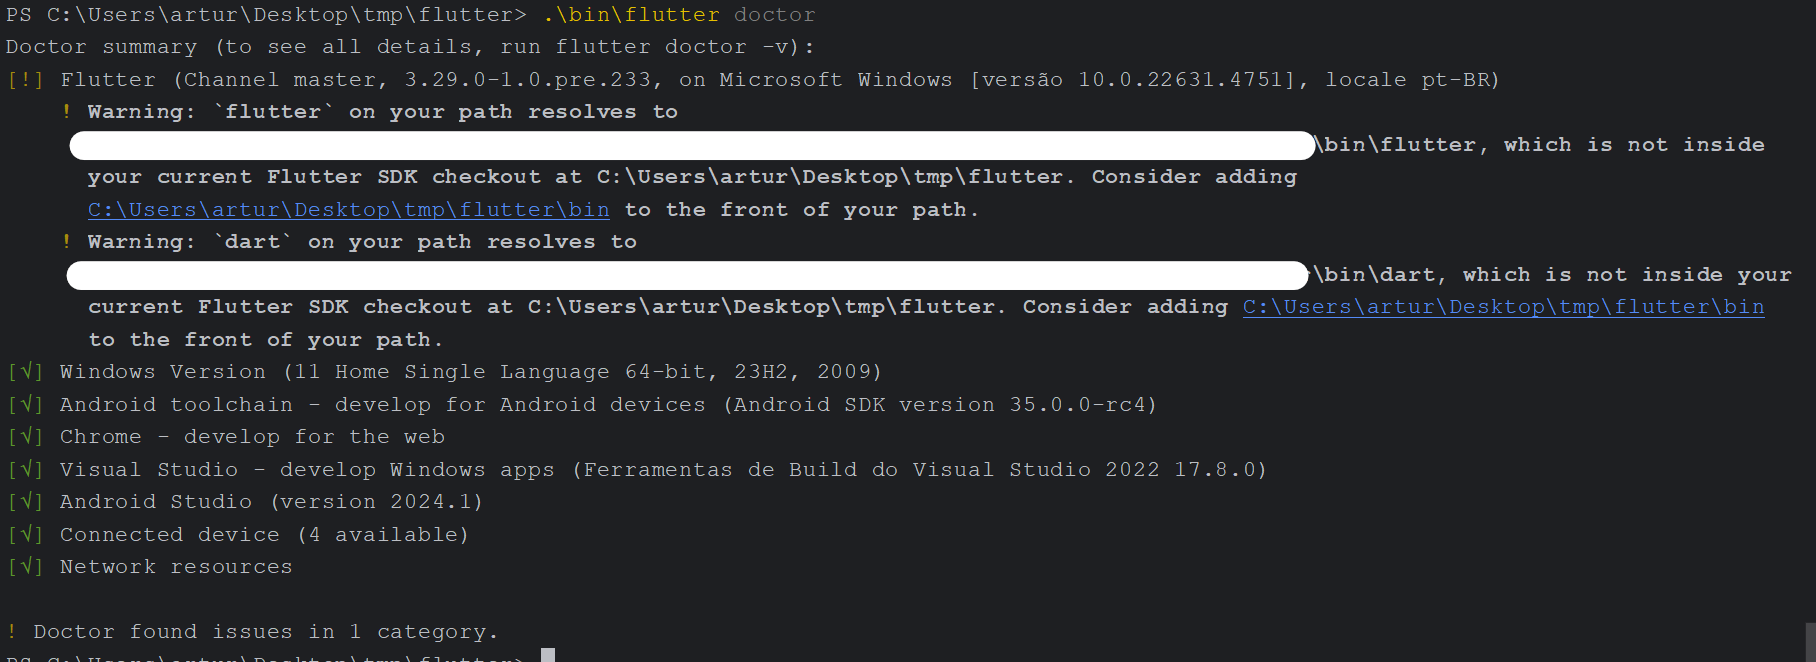 PS C:\Users\artur\Desktop\tmp\flutter> .\bin\flutter doctor
Doctor summary (to see all details, run flutter doctor -v):
[!] Flutter (Channel master, 3.29.0-1.0.pre.233, on Microsoft Windows [versão 10.0.22631.4751], locale pt-BR)
! Warning: `flutter` on your path resolves to
\bin\flutter, which is not inside
your current Flutter SDK checkout at C:\Users\artur\Desktop\tmp\flutter. Consider adding
C:\Users\artur\Desktop\tmp\flutter\bin to the front of your path.
! Warning: `dart` on your path resolves to
\bin\dart, which is not inside your
current Flutter SDK checkout at C:\Users\artur\Desktop\tmp\flutter. Consider adding C:\Users\artur\Desktop\tmp\flutter\bin
to the front of your path.
[√] Windows Version (11 Home Single Language 64-bit, 23H2, 2009)
[√] Android toolchain - develop for Android devices (Android SDK version 35.0.0-rc4)
[√] Chrome - develop for the web
[√] Visual Studio - develop Windows apps (Ferramentas de Build do Visual Studio 2022 17.8.0)
[√] Android Studio (version 2024.1)
[√] Connected device (4 available)
[√] Network resources
! Doctor found issues in 1 category.
PS C:\Users\artur\Desktop\tmp\flutter>